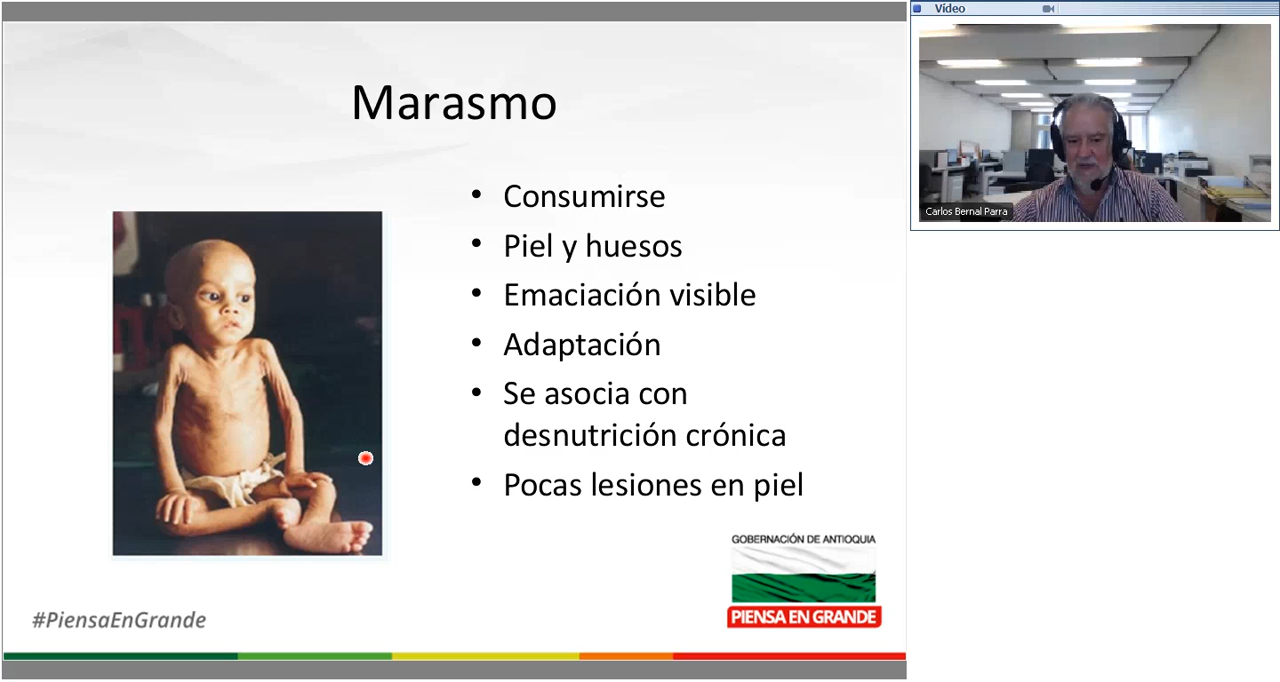 Marasmo
• Consumirse
• Piel y huesos
• Emaciación visible
• Adaptación
• Se asocia con
desnutrición crónica
• Pocas lesiones en piel
GOBERNACIÓN DE ANTIOQUIA
PIENSA EN GRANDE
#PiensaEnGrande
Vídeo
Carlos Bernal Parra